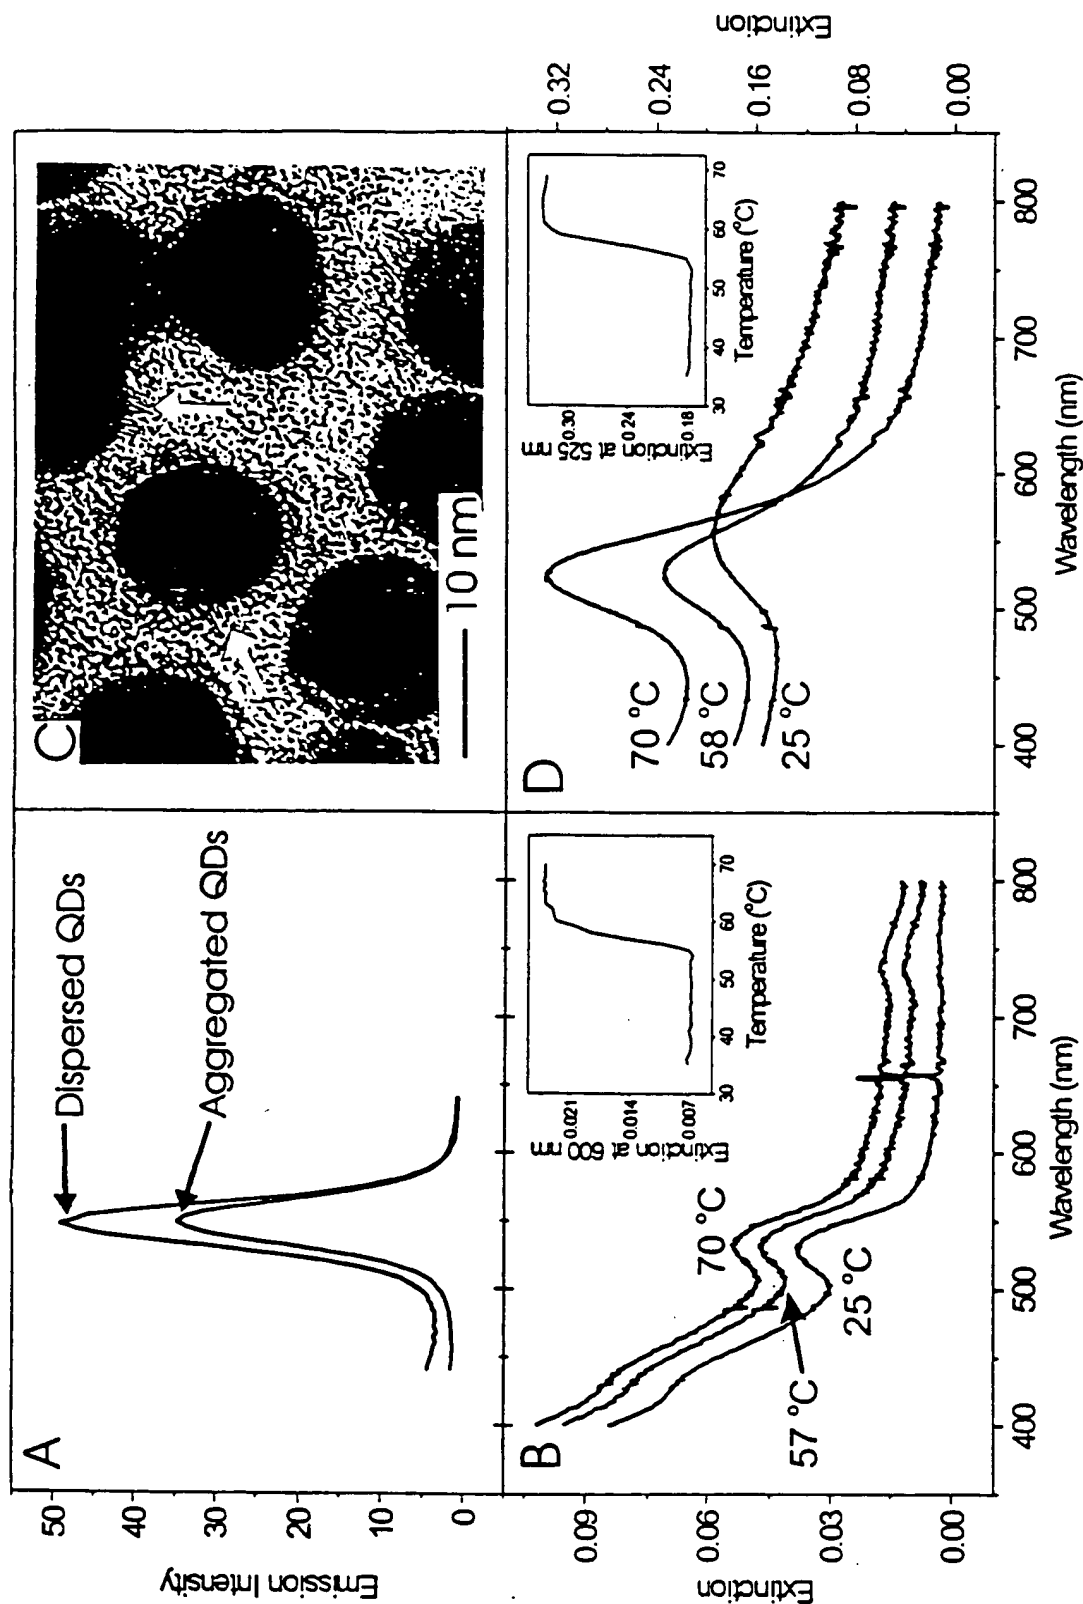 A
Dispersed QDs
Aggregated QDs
50
40
30
20
10
0
Emission Intensity
C
10 nm
B
70 °C
57 °C
25 °C
0.09
0.06
0.03
0.00
Extinction
400
500
600
700
800
Wavelength (nm)
0.021
0.014
0.007
Extinction at 600 nm
30
40
50
60
70
Temperature (°C)
D
70 °C
58 °C
25 °C
0.32
0.24
0.16
0.08
0.00
Extinction
400
500
600
700
800
Wavelength (nm)
0.30
0.24
0.18
Extinction at 525 nm
30
40
50
60
70
Temperature (°C)